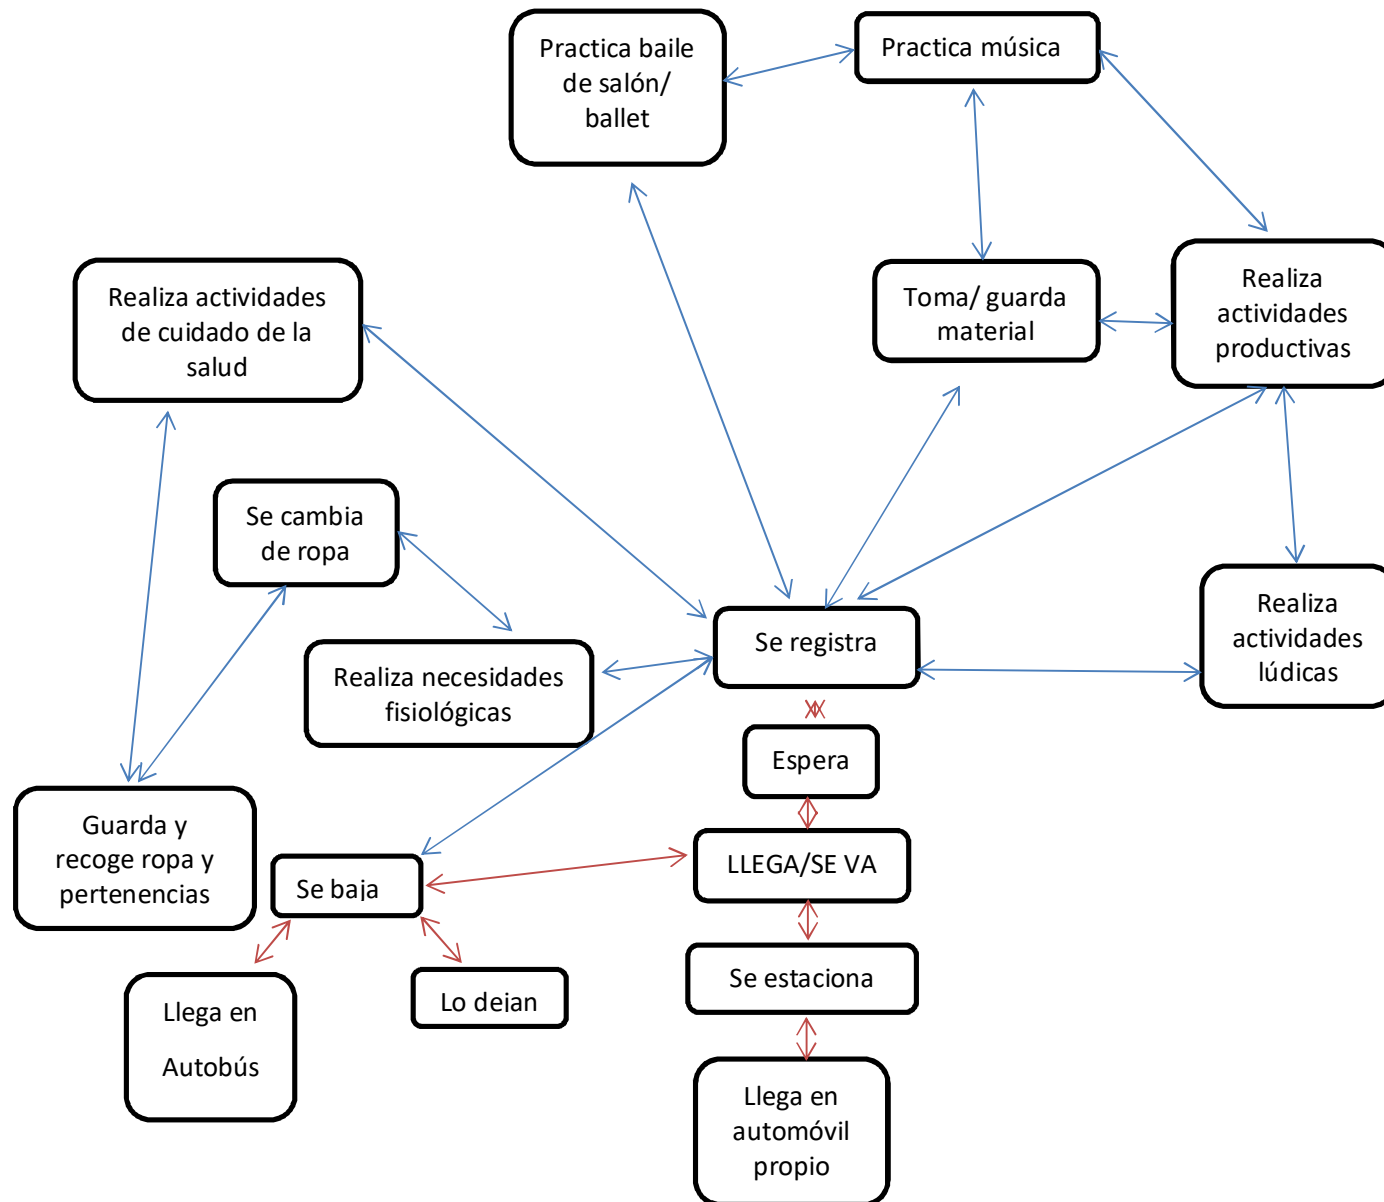 Practica baile
de salón/
ballet
Practica música
Realiza actividades
de cuidado de la
salud
Toma/ guarda
material
Realiza
actividades
productivas
Se cambia
de ropa
Realiza necesidades
fisiológicas
Se registra
Realiza
actividades
lúdicas
Espera
Guarda y
recoge ropa y
pertenencias
Se baja
LLEGA/SE VA
Llega en
Autobús
Lo dejan
Se estaciona
Llega en
automóvil
propio